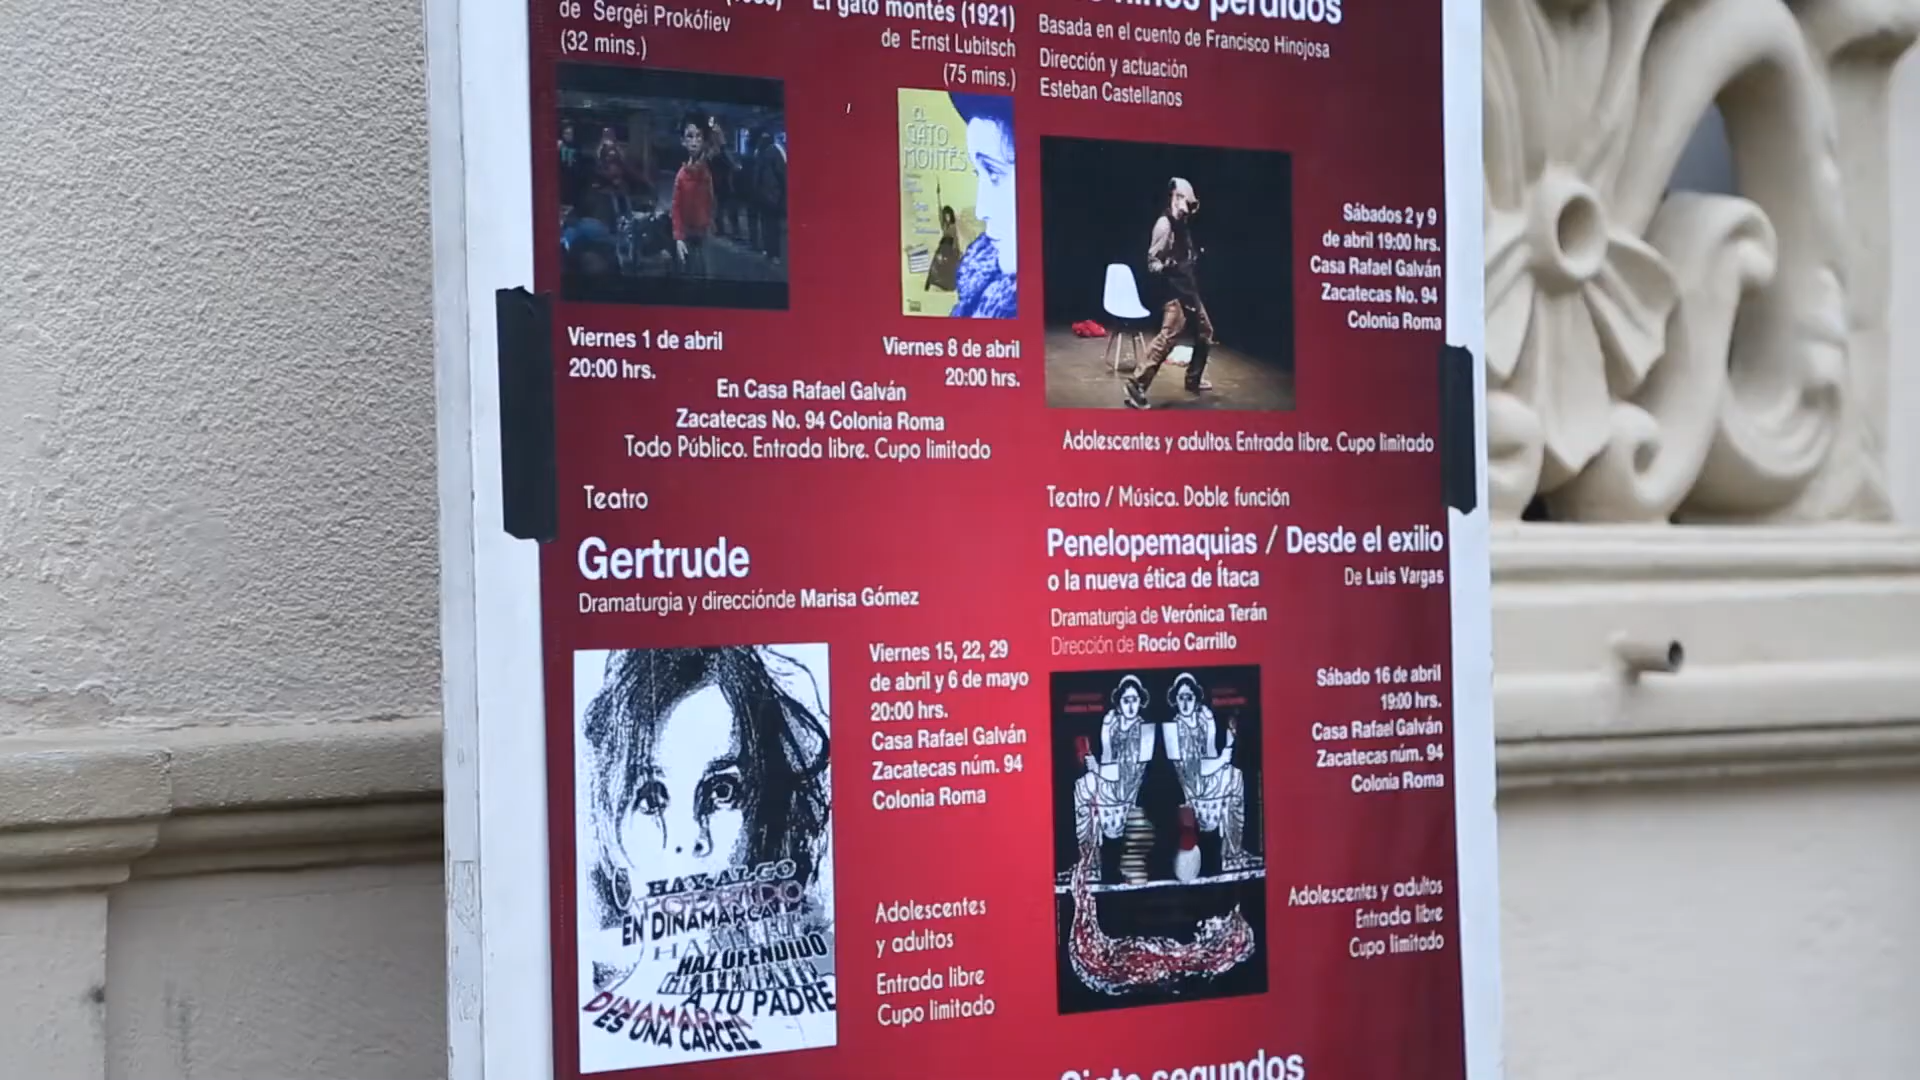 de Sergéi Prokófiev
(32 mins.)
El gato montés (1921)
de Ernst Lubitsch
(75 mins.)
EL
GATO
MONTÉS
Viernes 1 de abril
20:00 hrs.
Viernes 8 de abril
20:00 hrs.
En Casa Rafael Galván
Zacatecas No. 94 Colonia Roma
Todo Público. Entrada libre. Cupo limitado
perdidos
Basada en el cuento de Francisco Hinojosa
Dirección y actuación
Esteban Castellanos
Sábados 2 y 9
de abril 19:00 hrs.
Casa Rafael Galván
Zacatecas No. 94
Colonia Roma
Adolescentes y adultos. Entrada libre. Cupo limitado
Teatro
Gertrude
Dramaturgia y direcciónde Marisa Gómez
HAY ALGO
PODRIDO
EN DINAMARCA
HAMLET
HAZ OFENDIDO
A TU PADRE
DINAMARCA
ES UNA CARCEL
Viernes 15, 22, 29
de abril y 6 de mayo
20:00 hrs.
Casa Rafael Galván
Zacatecas núm. 94
Colonia Roma
Adolescentes
y adultos
Entrada libre
Cupo limitado
Teatro / Música. Doble función
Penelopemaquias / Desde el exilio
o la nueva ética de Ítaca
De Luis Vargas
Dramaturgia de Verónica Terán
Dirección de Rocío Carrillo
Sábado 16 de abril
19:00 hrs.
Casa Rafael Galván
Zacatecas núm. 94
Colonia Roma
Adolescentes y adultos
Entrada libre
Cupo limitado
Siete segundos